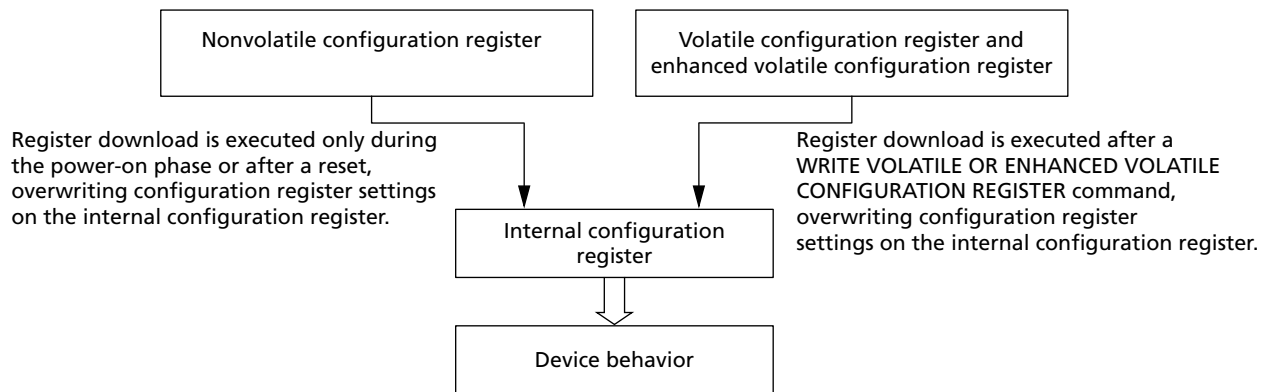 Nonvolatile configuration register
Volatile configuration register and
enhanced volatile configuration register
Register download is executed only during
the power-on phase or after a reset,
overwriting configuration register settings
on the internal configuration register.
Register download is executed after a
WRITE VOLATILE OR ENHANCED VOLATILE
CONFIGURATION REGISTER command,
overwriting configuration register
settings on the internal configuration register.
Internal configuration
register
Device behavior